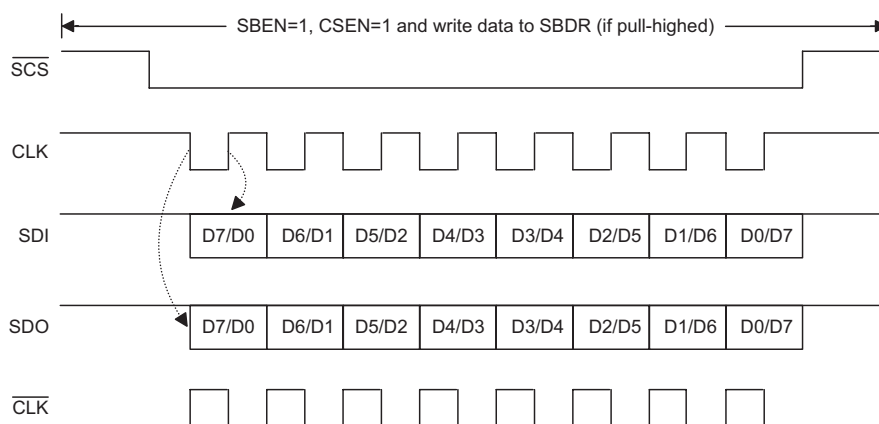 SBEN=1, CSEN=1 and write data to SBDR (if pull-highed)
SCS
CLK
SDI D7/D0 D6/D1 D5/D2 D4/D3 D3/D4 D2/D5 D1/D6 D0/D7
SDO D7/D0 D6/D1 D5/D2 D4/D3 D3/D4 D2/D5 D1/D6 D0/D7
CLK